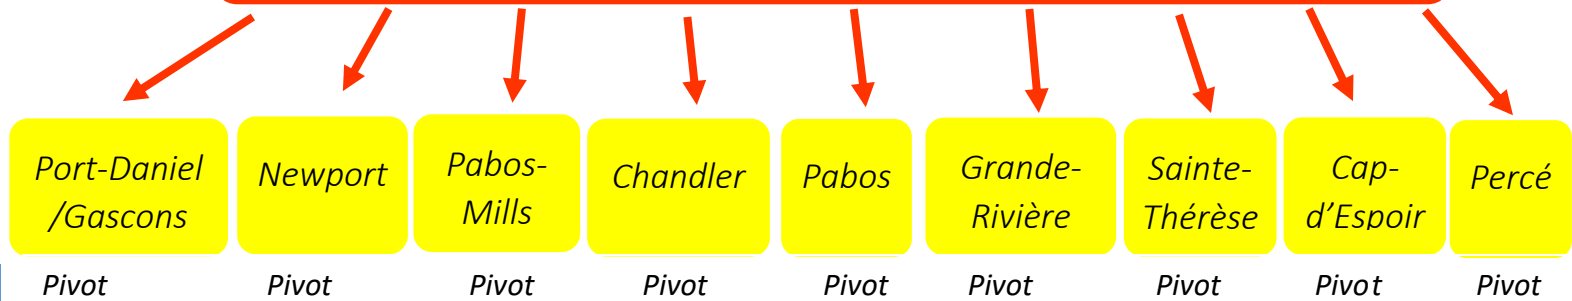 Port-Daniel
/Gascons
Newport
Pabos-
Mills
Chandler
Pabos
Grande-
Rivière
Sainte-
Thérèse
Cap-
d’Espoir
Percé
Pivot
Pivot
Pivot
Pivot
Pivot
Pivot
Pivot
Pivot
Pivot